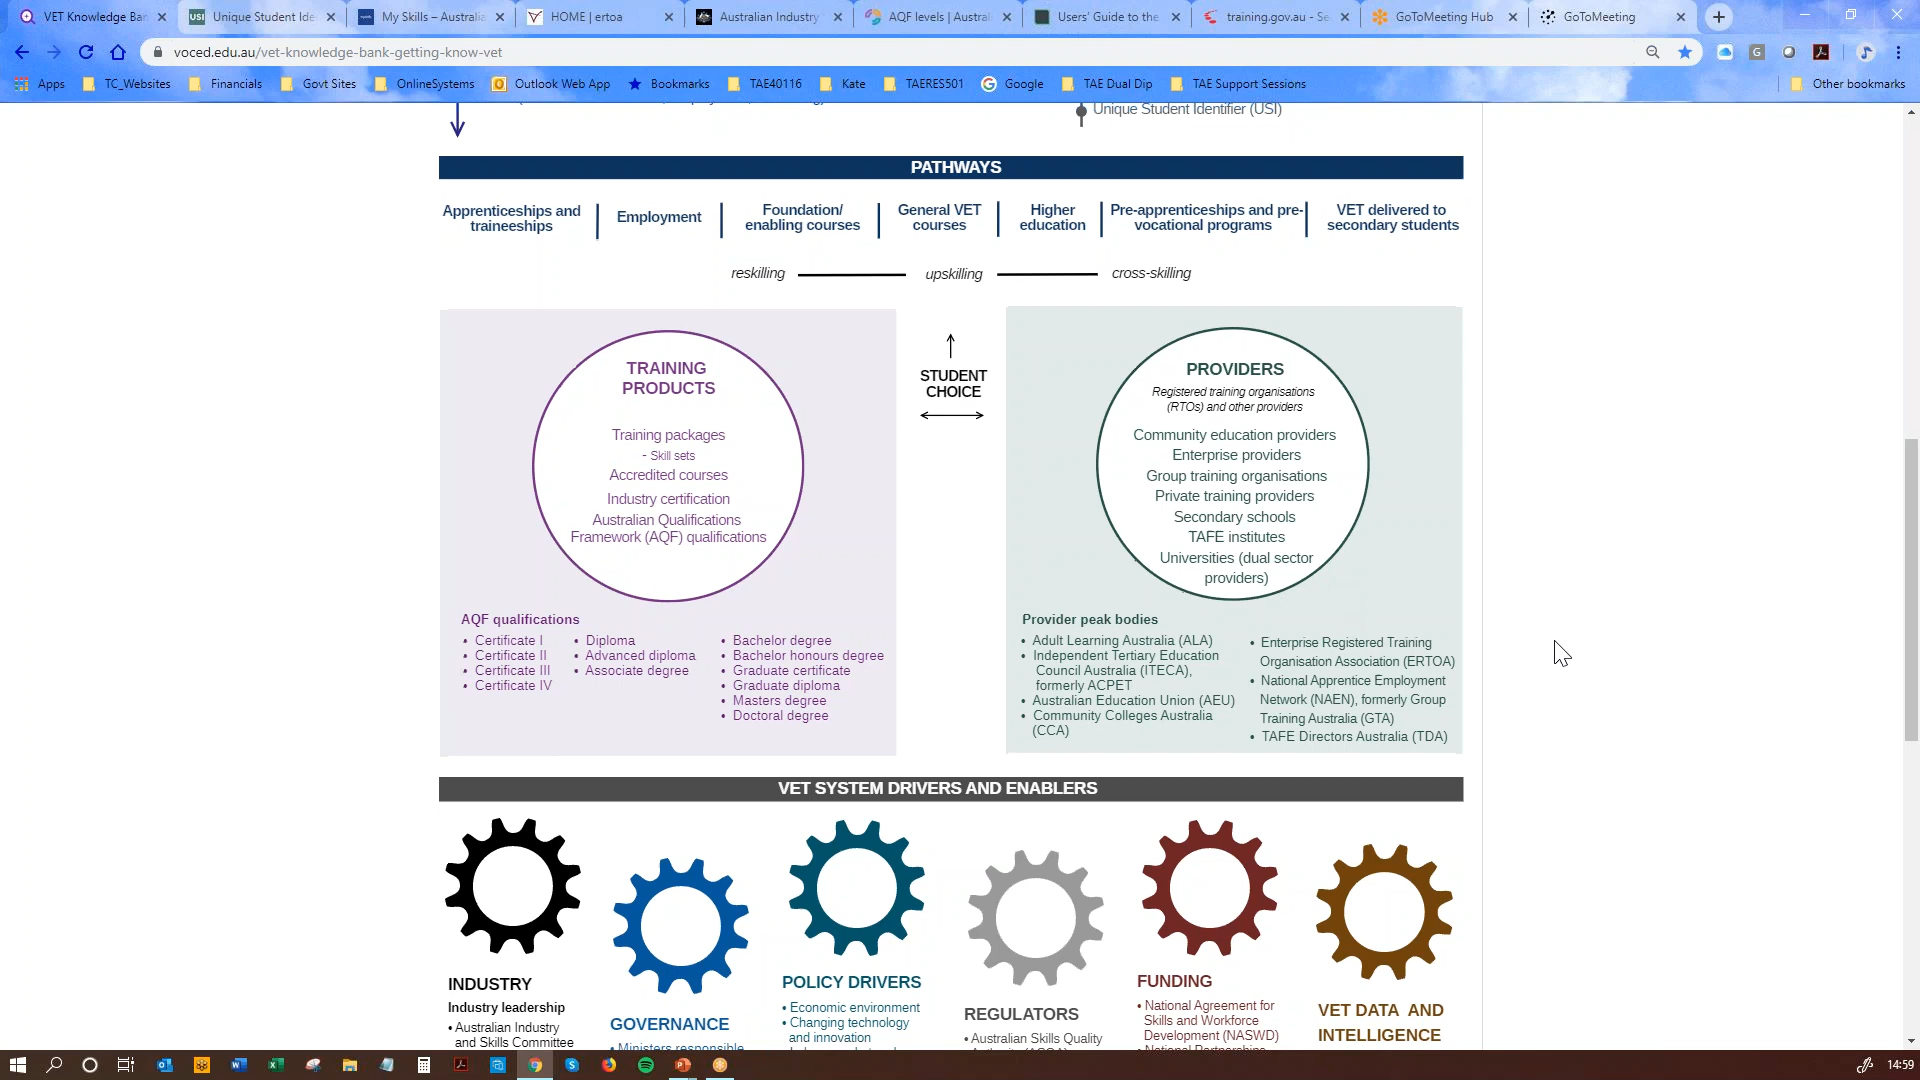 VET Knowledge Ban
Unique Student Ide
My Skills – Australia
HOME | ertoa
Australian Industry
AQF levels | Austral
Users' Guide to the
training.gov.au - Se
GoToMeeting Hub
GoToMeeting
voced.edu.au/vet-knowledge-bank-getting-know-vet
Apps
TC_Websites
Financials
Govt Sites
OnlineSystems
Outlook Web App
Bookmarks
TAE40116
Kate
TAERES501
Google
TAE Dual Dip
TAE Support Sessions
Other bookmarks
Unique Student Identifier (USI)
PATHWAYS
Apprenticeships and
traineeships
Employment
Foundation/
enabling courses
General VET
courses
Higher
education
Pre-apprenticeships and pre-
vocational programs
VET delivered to
secondary students
reskilling
upskilling
cross-skilling
TRAINING
PRODUCTS
Training packages
- Skill sets
Accredited courses
Industry certification
Australian Qualifications
Framework (AQF) qualifications
AQF qualifications
• Certificate I
• Certificate II
• Certificate III
• Certificate IV
• Diploma
• Advanced diploma
• Associate degree
• Bachelor degree
• Bachelor honours degree
• Graduate certificate
• Graduate diploma
• Masters degree
• Doctoral degree
STUDENT
CHOICE
PROVIDERS
Registered training organisations
(RTOs) and other providers
Community education providers
Enterprise providers
Group training organisations
Private training providers
Secondary schools
TAFE institutes
Universities (dual sector
providers)
Provider peak bodies
• Adult Learning Australia (ALA)
• Independent Tertiary Education
Council Australia (ITECA),
formerly ACPET
• Australian Education Union (AEU)
• Community Colleges Australia
(CCA)
• Enterprise Registered Training
Organisation Association (ERTOA)
• National Apprentice Employment
Network (NAEN), formerly Group
Training Australia (GTA)
• TAFE Directors Australia (TDA)
VET SYSTEM DRIVERS AND ENABLERS
INDUSTRY
Industry leadership
• Australian Industry
and Skills Committee
GOVERNANCE
• Ministers responsible
POLICY DRIVERS
• Economic environment
• Changing technology
and innovation
REGULATORS
• Australian Skills Quality
FUNDING
• National Agreement for
Skills and Workforce
Development (NASWD)
• National Partnerships
VET DATA AND
INTELLIGENCE
14:59